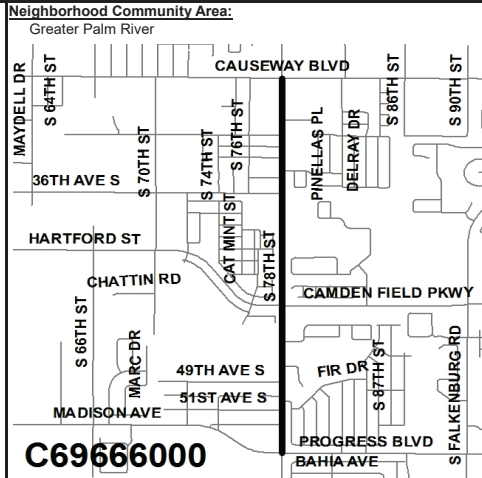 Neighborhood Community Area:
Greater Palm River
CAUSEWAY BLVD
MAYDELL DR
S 64TH ST
S 70TH ST
S 74TH ST
S 76TH ST
PINELLAS PL
DELRAY DR
S 86TH ST
S 90TH ST
36TH AVE S
HARTFORD ST
CAT MINT ST
S 78TH ST
CHATTIN RD
CAMDEN FIELD PKWY
S 66TH ST
MARC DR
49TH AVE S
FIR DR
S 87TH ST
S FALKENBURG RD
51ST AVE S
MADISON AVE
PROGRESS BLVD
C69666000
BAHIA AVE